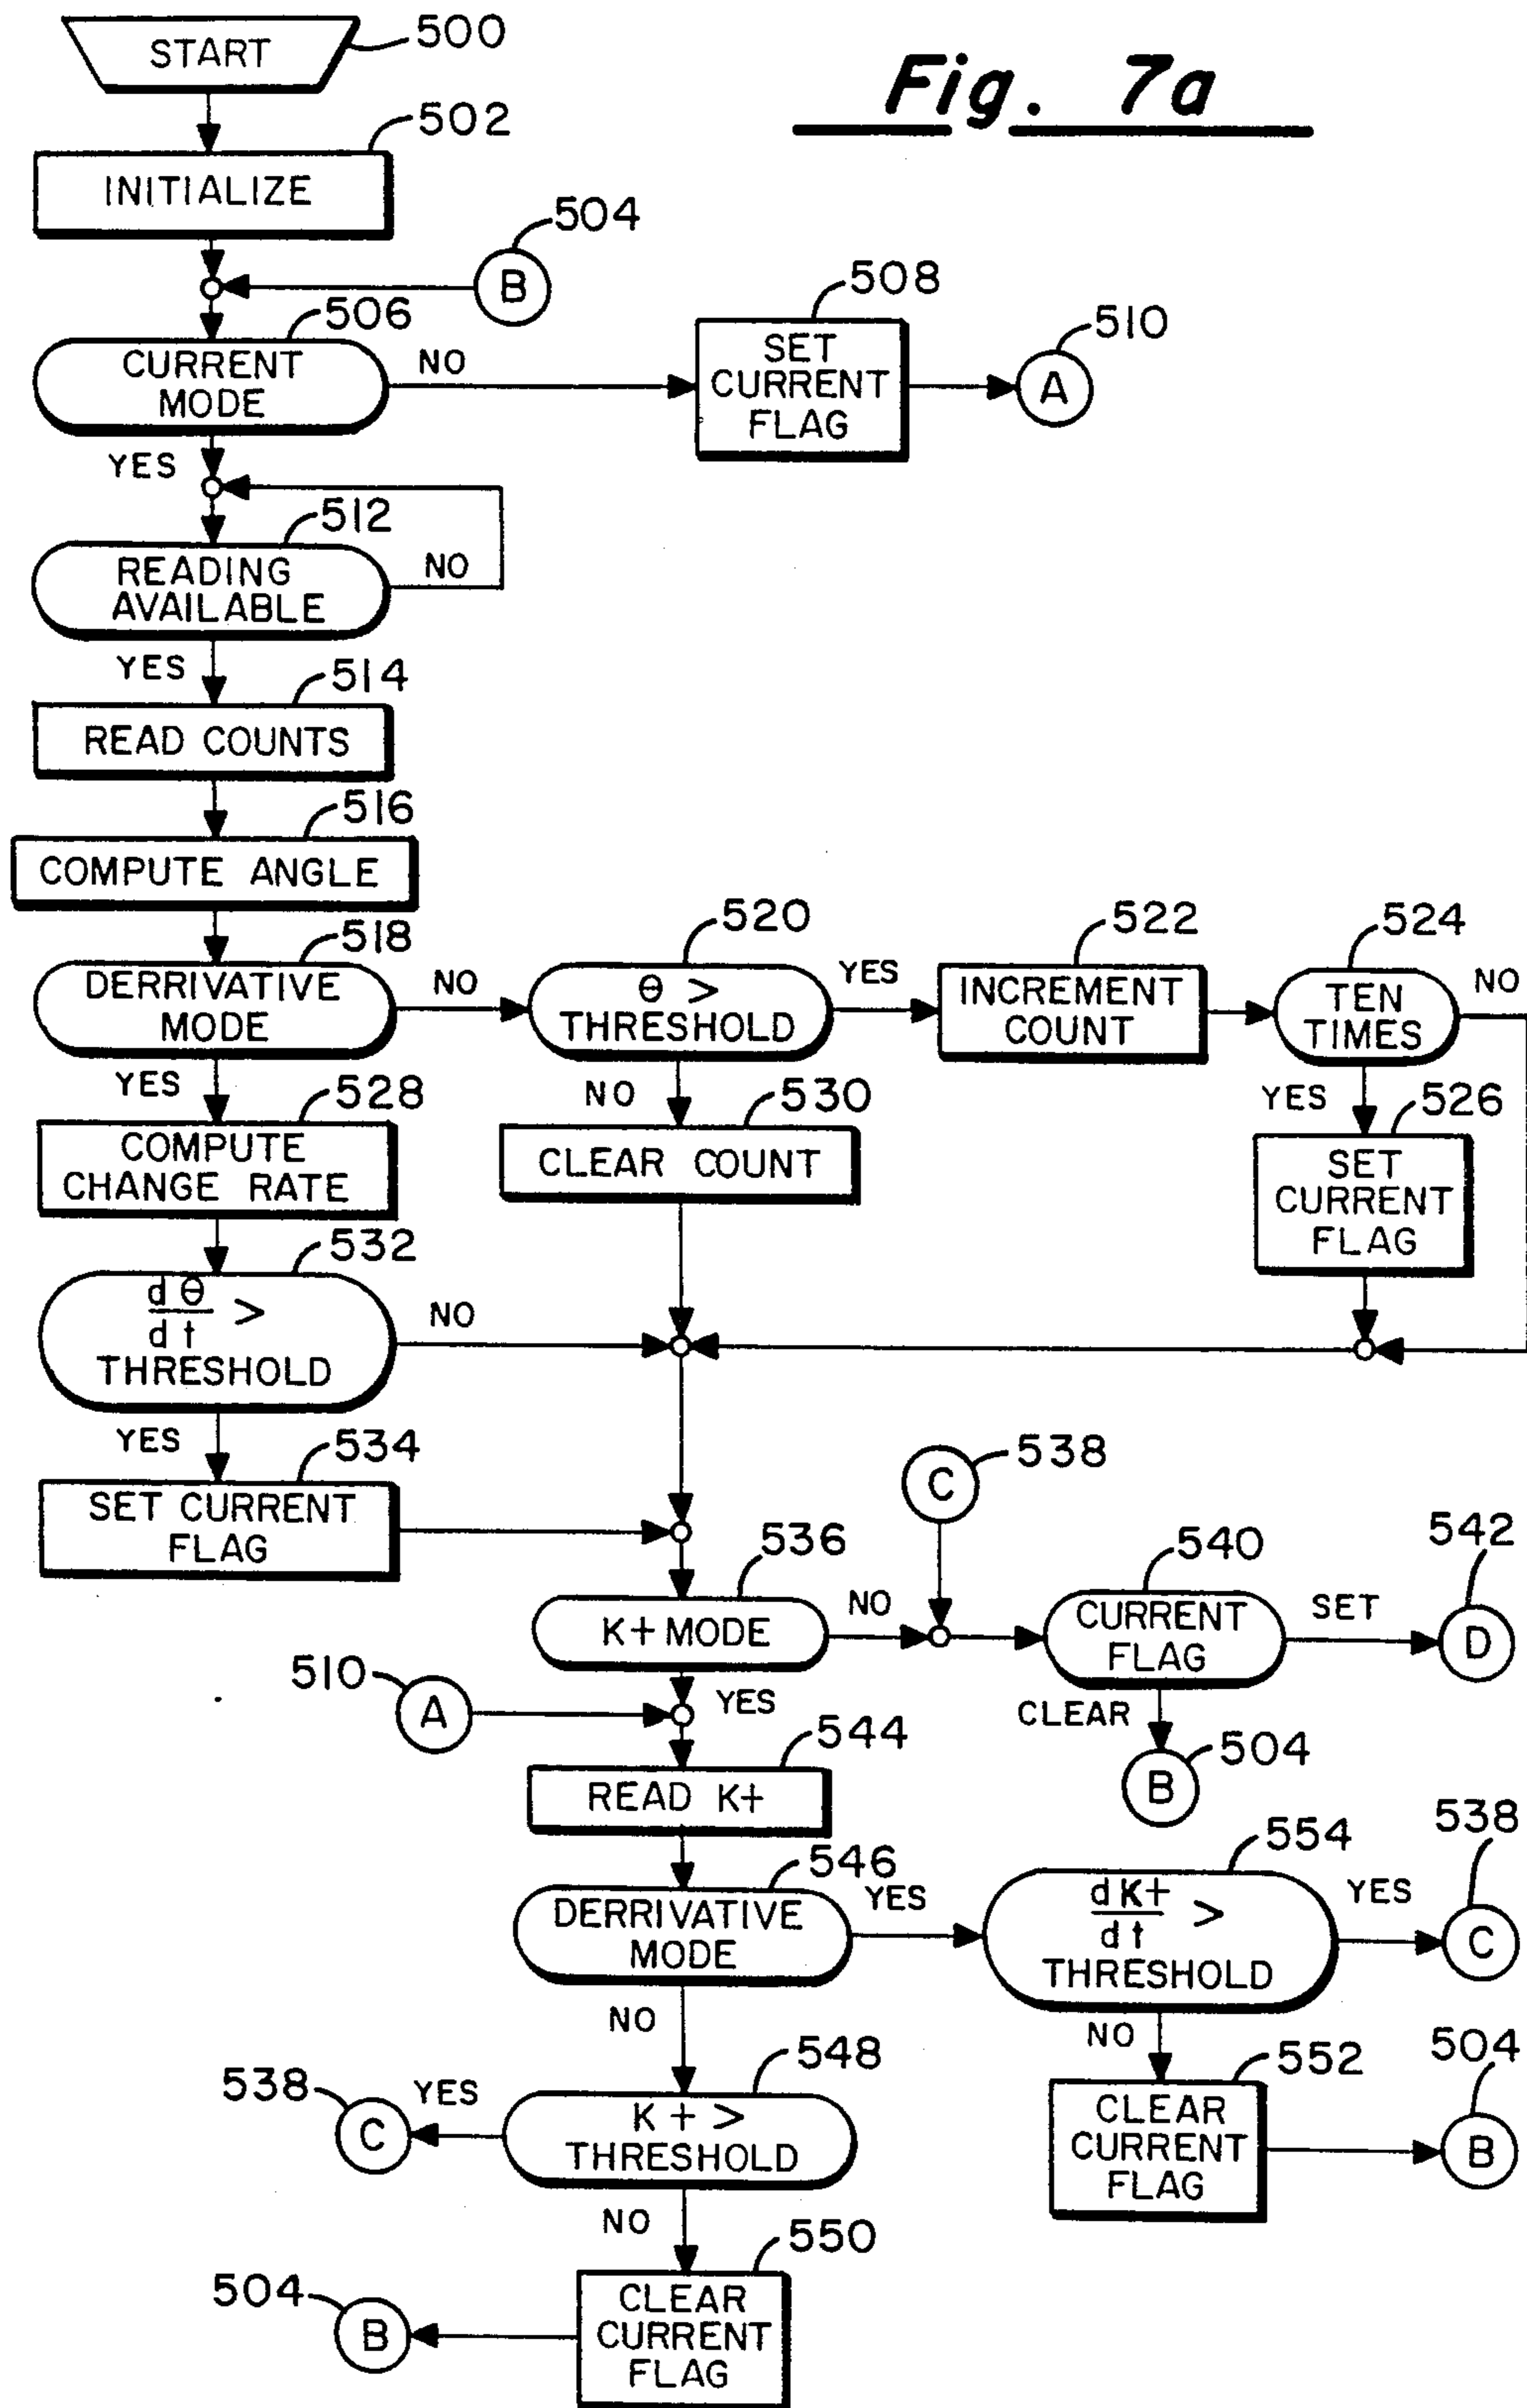 Fig. 7a
START
500
502
INITIALIZE
504
B
506
CURRENT
MODE
NO
508
SET
CURRENT
FLAG
510
A
YES
512
READING
AVAILABLE
NO
YES
514
READ COUNTS
516
COMPUTE ANGLE
518
DERRIVATIVE
MODE
NO
520
θ >
THRESHOLD
YES
522
INCREMENT
COUNT
524
TEN
TIMES
NO
YES
528
COMPUTE
CHANGE RATE
NO
530
CLEAR COUNT
YES
526
SET
CURRENT
FLAG
532
dθ
dt >
THRESHOLD
NO
YES
534
SET CURRENT
FLAG
538
C
536
K+ MODE
NO
540
CURRENT
FLAG
SET
542
D
510
A
YES
CLEAR
504
B
544
READ K+
546
DERRIVATIVE
MODE
YES
554
dK+
dt >
THRESHOLD
YES
538
C
NO
548
K+ >
THRESHOLD
YES
538
C
NO
552
CLEAR
CURRENT
FLAG
504
B
NO
550
CLEAR
CURRENT
FLAG
504
B